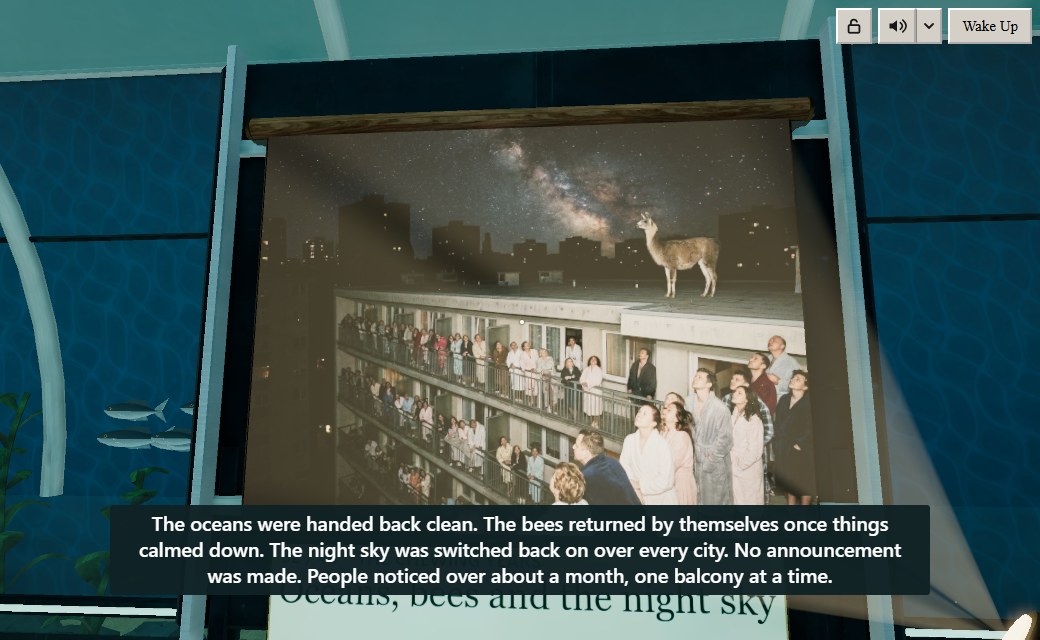 Wake Up
The oceans were handed back clean. The bees returned by themselves once things
calmed down. The night sky was switched back on over every city. No announcement
was made. People noticed over about a month, one balcony at a time.
Oceans, bees and the night sky